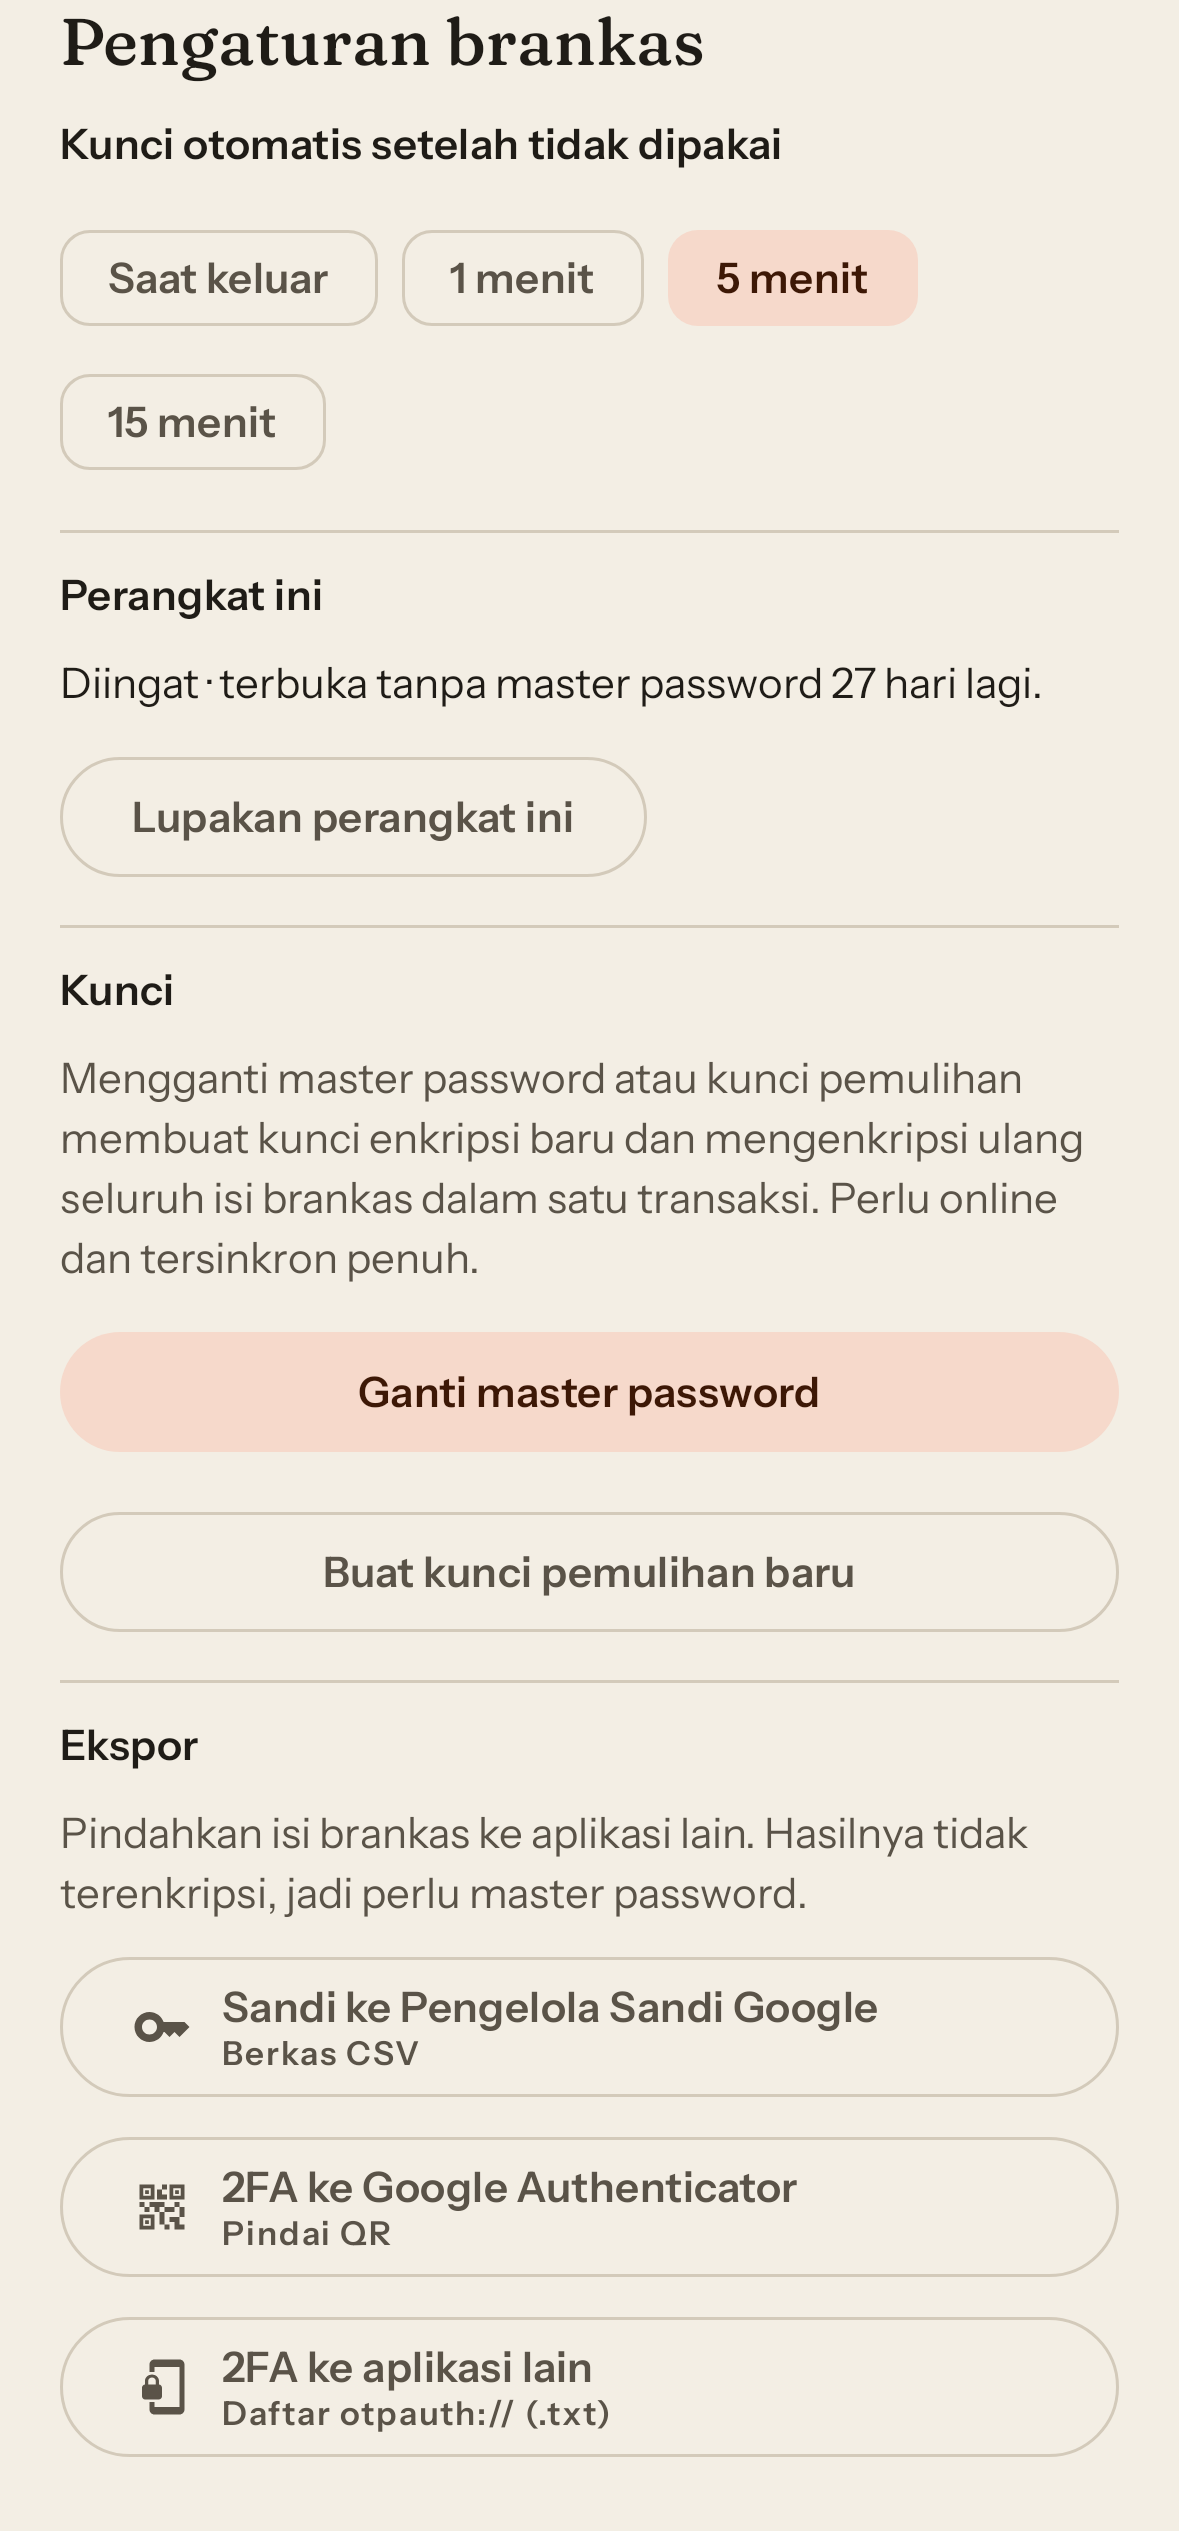 Pengaturan brankas
Kunci otomatis setelah tidak dipakai
Saat keluar
1 menit
5 menit
15 menit
Perangkat ini
Diingat · terbuka tanpa master password 27 hari lagi.
Lupakan perangkat ini
Kunci
Mengganti master password atau kunci pemulihan
membuat kunci enkripsi baru dan mengenkripsi ulang
seluruh isi brankas dalam satu transaksi. Perlu online
dan tersinkron penuh.
Ganti master password
Buat kunci pemulihan baru
Ekspor
Pindahkan isi brankas ke aplikasi lain. Hasilnya tidak
terenkripsi, jadi perlu master password.
Sandi ke Pengelola Sandi Google
Berkas CSV
2FA ke Google Authenticator
Pindai QR
2FA ke aplikasi lain
Daftar otpauth:// (.txt)